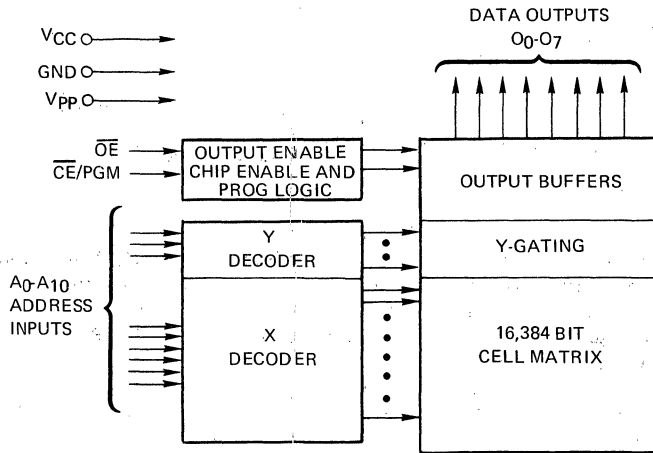 DATA OUTPUTS
O0-O7
VCC
GND
VPP
OE
CE/PGM
OUTPUT ENABLE
CHIP ENABLE AND
PROG LOGIC
OUTPUT BUFFERS
Y
DECODER
Y-GATING
A0-A10
ADDRESS
INPUTS
X
DECODER
16,384 BIT
CELL MATRIX